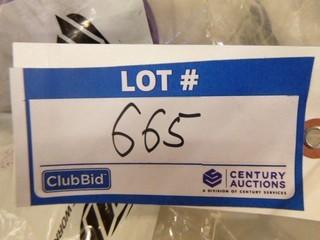 LOT #
665
ClubBid
CENTURY
AUCTIONS
A DIVISION OF CENTURY SERVICES